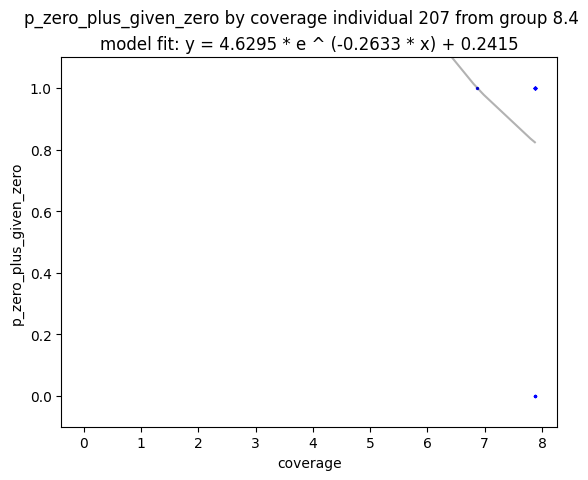 p_zero_plus_given_zero by coverage individual 207 from group 8.4
model fit: y = 4.6295 * e ^ (-0.2633 * x) + 0.2415
1.0
0.8
0.6
0.4
0.2
0.0
p_zero_plus_given_zero
0 1 2 3 4 5 6 7 8
coverage